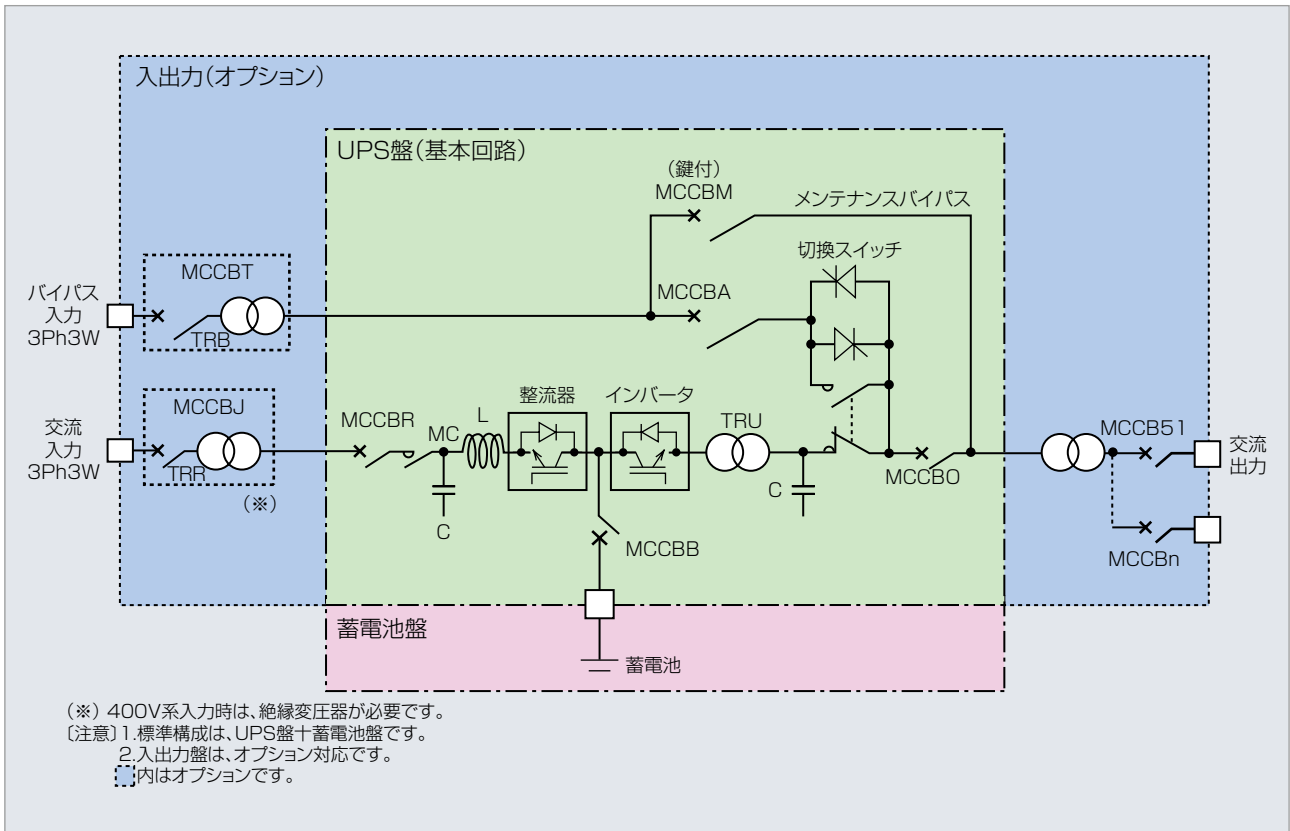 入出力(オプション)
UPS盤(基本回路)
(鍵付)
MCCBM
メンテナンスバイパス
切換スイッチ
MCCBT
MCCBA
バイパス
入力
3Ph3W
TRB
MCCBJ
MCCBR
MC
L
整流器
インバータ
TRU
MCCB51
交流
入力
3Ph3W
TRR
(※)
C
C
MCCBO
交流
出力
MCCBB
MCCBn
蓄電池盤
蓄電池
(※) 400V系入力時は、絶縁変圧器が必要です。
〔注意〕1.標準構成は、UPS盤十蓄電池盤です。
2.入出力盤は、オプション対応です。
内はオプションです。